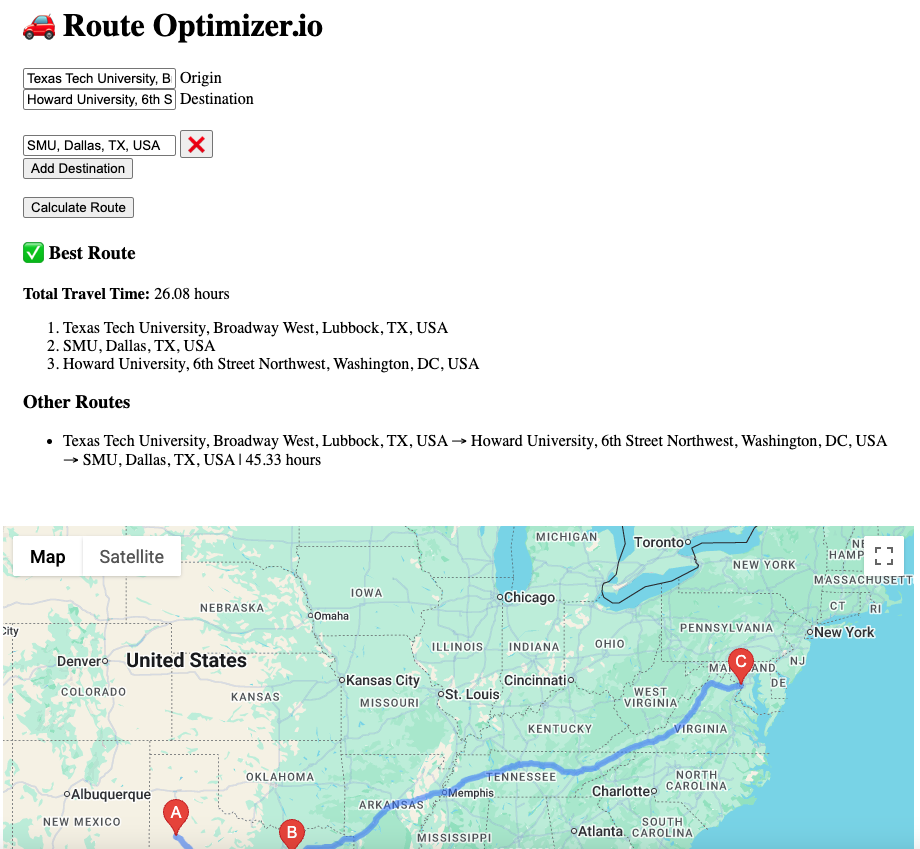 🚗 Route Optimizer.io
Texas Tech University, B Origin
Howard University, 6th S Destination
SMU, Dallas, TX, USA ❌
Add Destination
Calculate Route
✅ Best Route
Total Travel Time: 26.08 hours
1. Texas Tech University, Broadway West, Lubbock, TX, USA
2. SMU, Dallas, TX, USA
3. Howard University, 6th Street Northwest, Washington, DC, USA
Other Routes
• Texas Tech University, Broadway West, Lubbock, TX, USA → Howard University, 6th Street Northwest, Washington, DC, USA
→ SMU, Dallas, TX, USA | 45.33 hours
Map Satellite
MICHIGAN
Toronto
NE
HAMP
NEW YORK
MASSACHUSETT
IOWA
Chicago
NEBRASKA
Omaha
CT RI
City
PENNSYLVANIA
New York
ILLINOIS INDIANA OHIO
Denver United States
MARYLAND
C
NJ
Kansas City
Cincinnati
DE
COLORADO
KANSAS
St. Louis
WEST
VIRGINIA
MISSOURI
KENTUCKY
VIRGINIA
OKLAHOMA
TENNESSEE
NORTH
CAROLINA
Albuquerque
Memphis
Charlotte
A
ARKANSAS
NEW MEXICO
SOUTH
CAROLINA
B
Atlanta
MISSISSIPPI